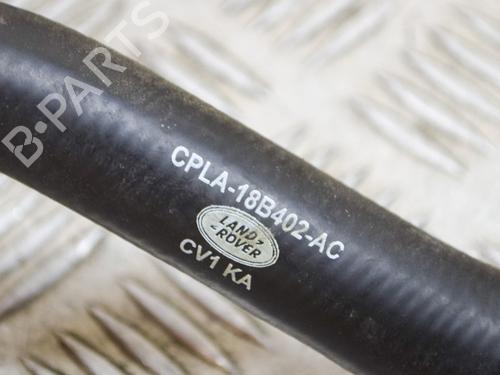 B-PARTS
CPLA-18B402-AC
LAND-
-ROVER
CV1 KA